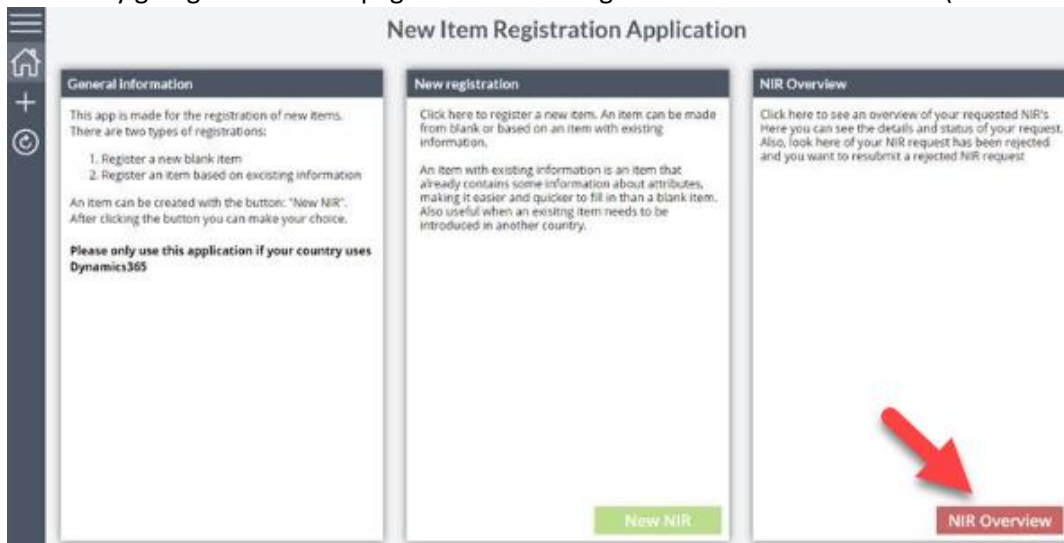 New Item Registration Application
General information
This app is made for the registration of new items.
There are two types of registrations:
1. Register a new blank item
2. Register an item based on excisting information
An item can be created with the button: "New NIR".
After clicking the button you can make your choice.
Please only use this application if your country uses
Dynamics365
New registration
Click here to register a new item. An item can be made
from blank or based on an item with existing
information.
An item with existing information is an item that
already contains some information about attributes,
making it easier and quicker to fill in than a blank item.
Also useful when an exisitng item needs to be
introduced in another country.
New NIR
NIR Overview
Click here to see an overview of your requested NIR's
Here you can see the details and status of your request.
Also, look here of your NIR request has been rejected
and you want to resubmit a rejected NIR request
NIR Overview